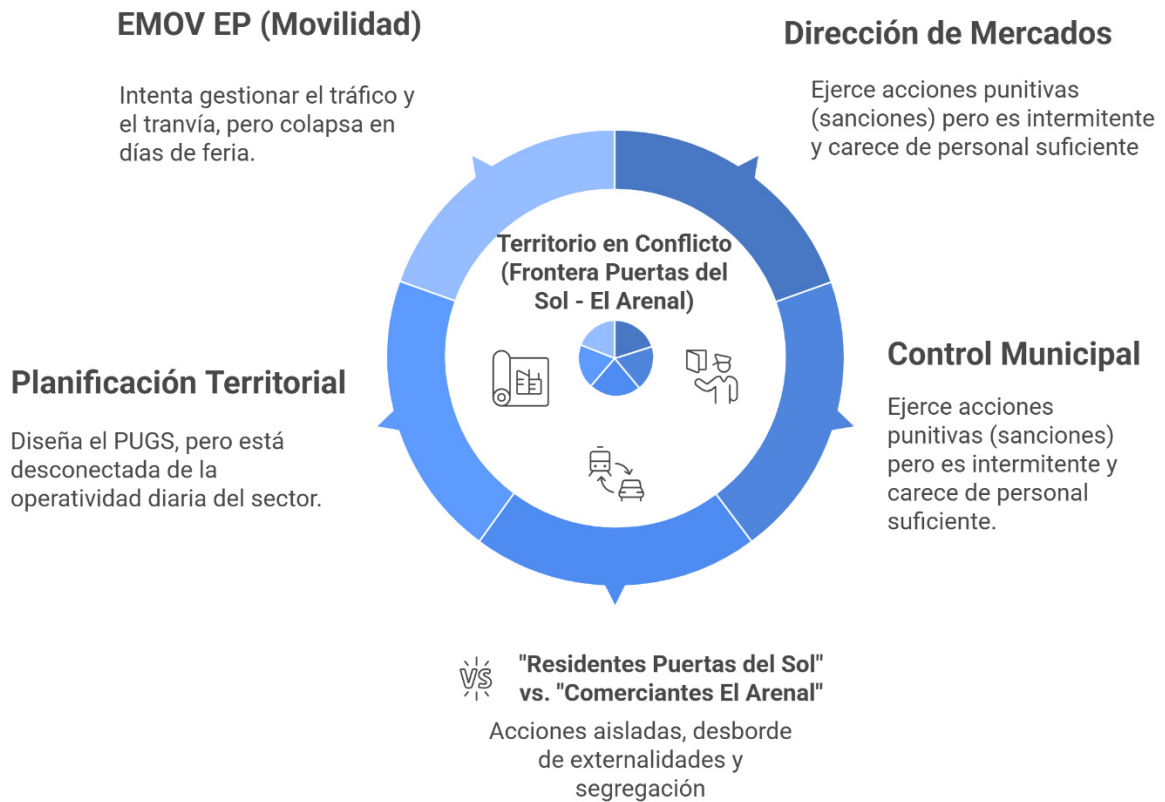 EMOV EP (Movilidad)
Intenta gestionar el tráfico y
el tranvía, pero colapsa en
días de feria.
Dirección de Mercados
Ejerce acciones punitivas
(sanciones) pero es intermitente
y carece de personal suficiente
Territorio en Conflicto
(Frontera Puertas del
Sol - El Arenal)
Planificación Territorial
Diseña el PUGS, pero está
desconectada de la
operatividad diaria del sector.
Control Municipal
Ejerce acciones
punitivas (sanciones)
pero es intermitente y
carece de personal
suficiente.
VS
"Residentes Puertas del Sol"
vs. "Comerciantes El Arenal"
Acciones aisladas, desborde
de externalidades y
segregación